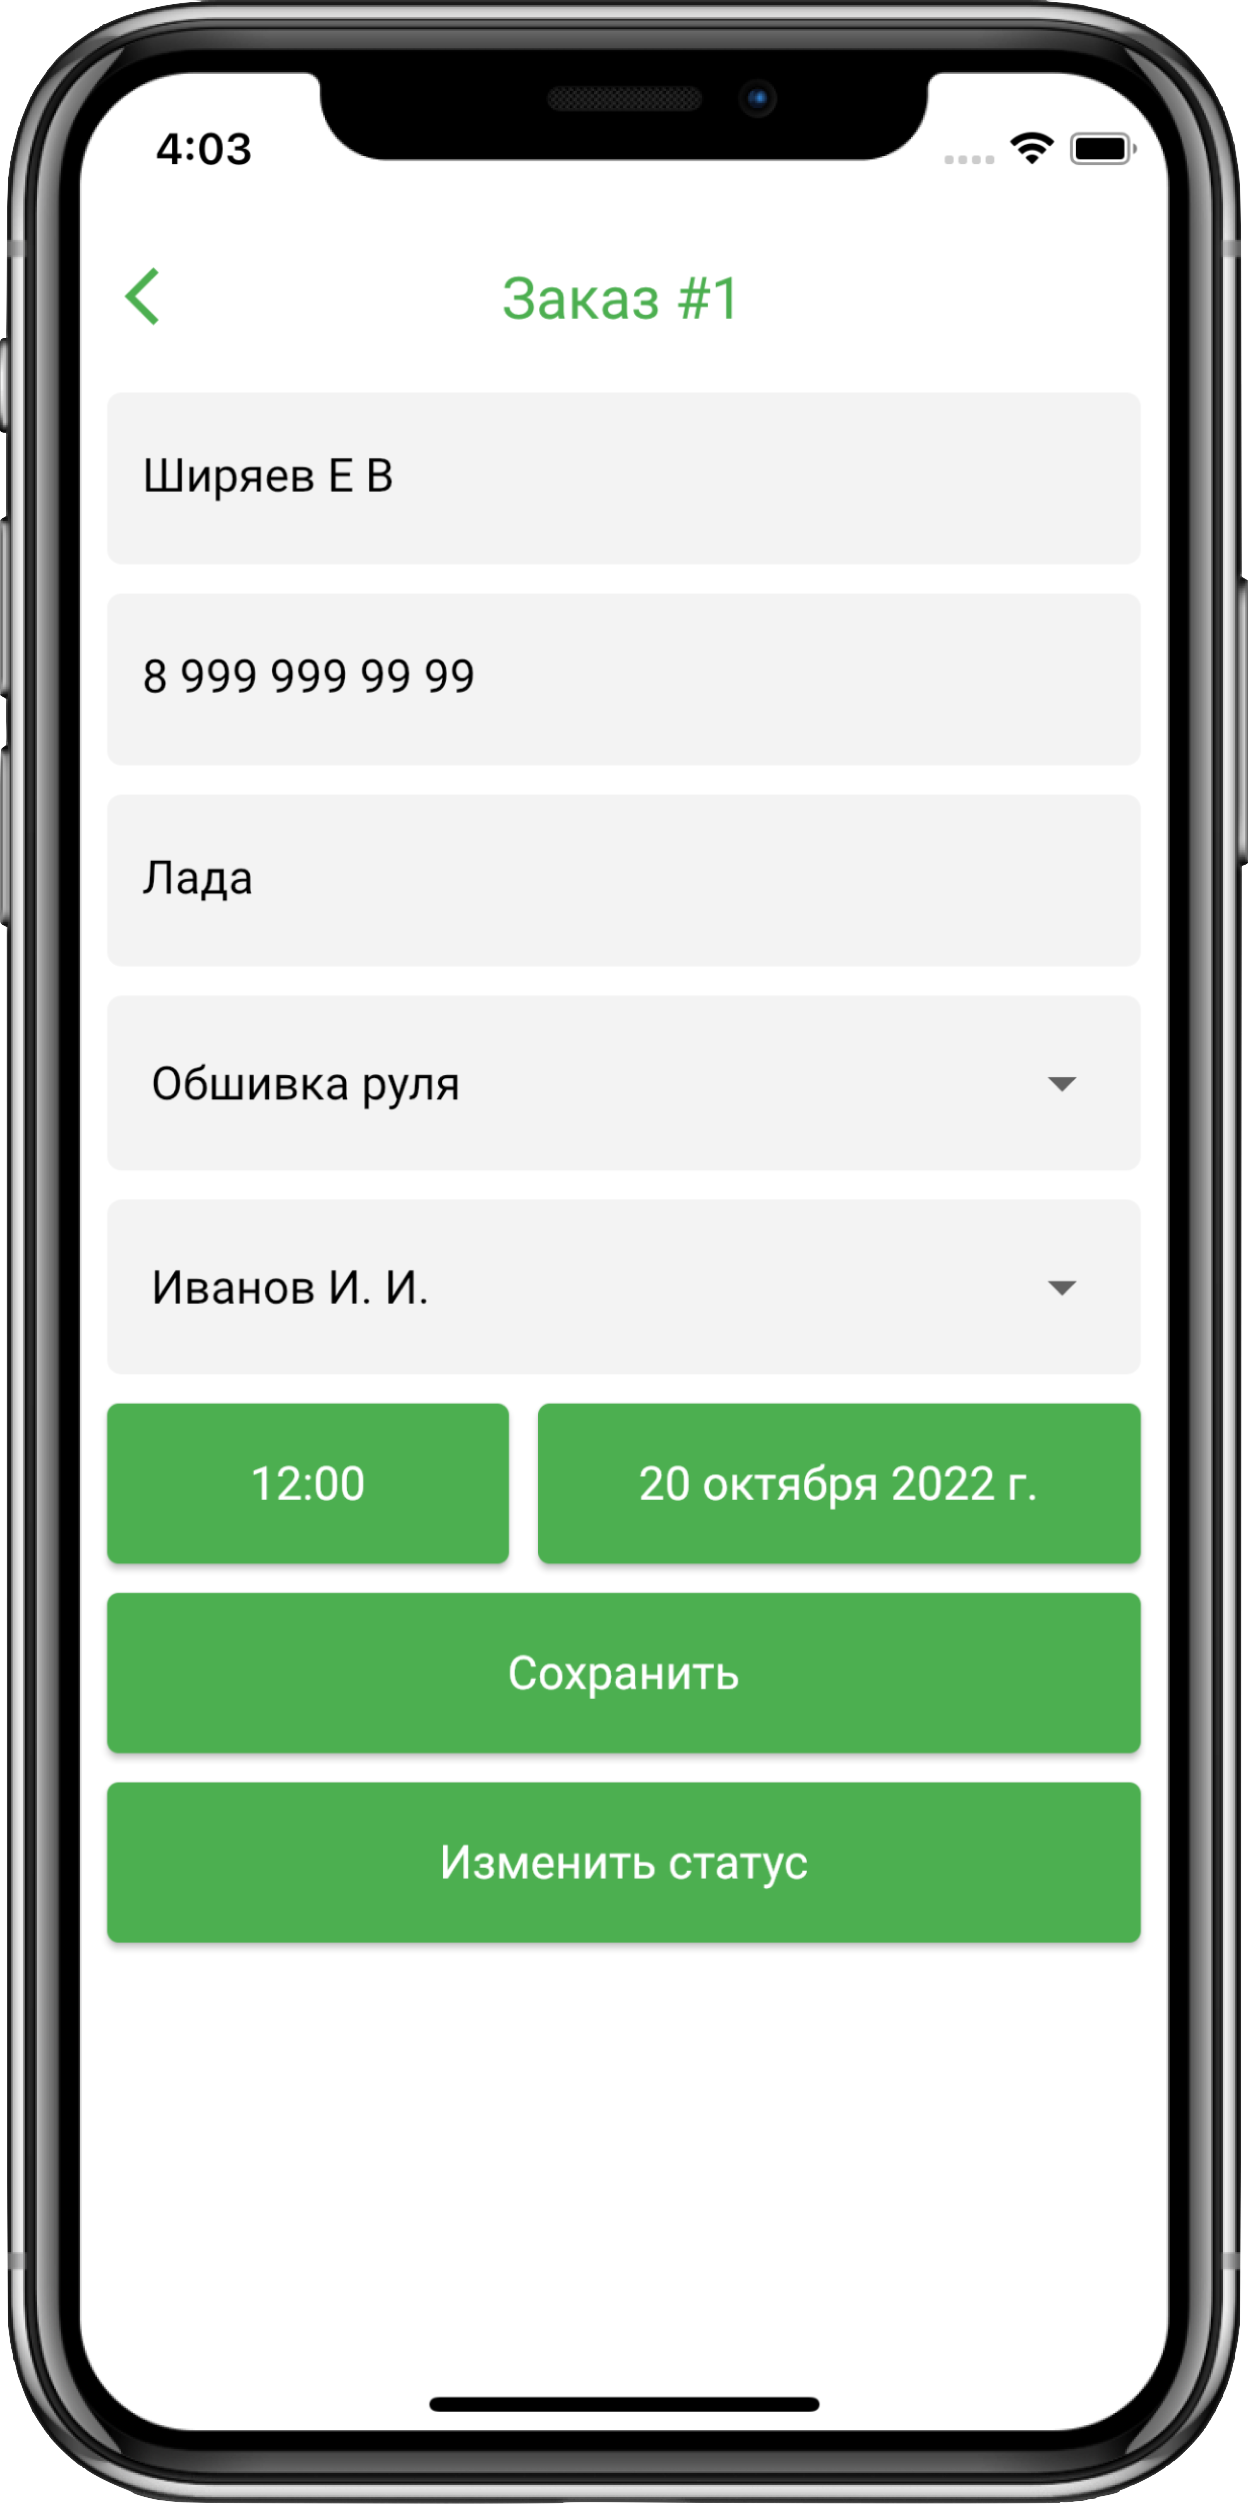 4:03
Заказ #1
Ширяев Е В
8 999 999 99 99
Лада
Обшивка руля
Иванов И. И.
12:00
20 октября 2022 г.
Сохранить
Изменить статус